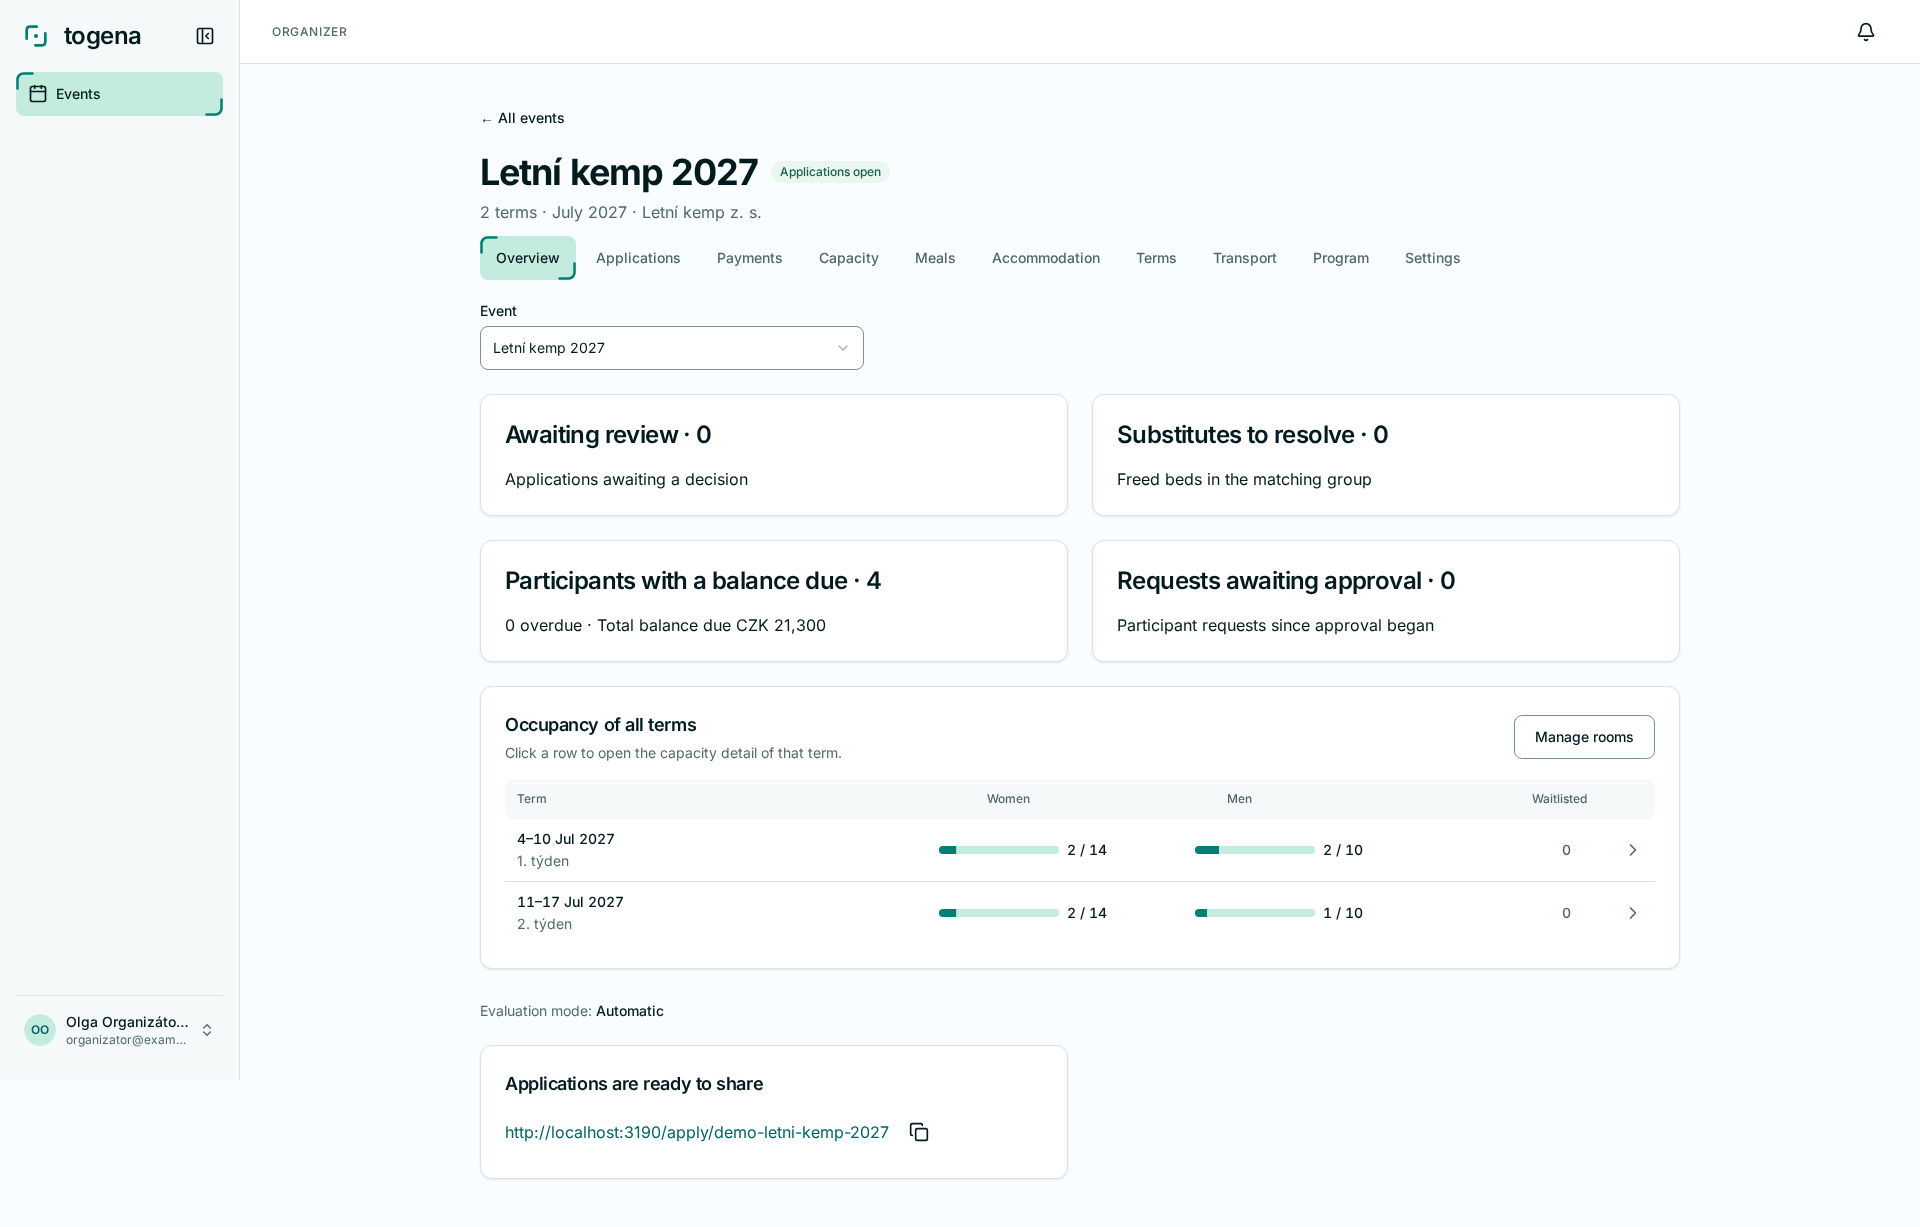 togena
ORGANIZER
Events
← All events
Letní kemp 2027 Applications open
2 terms · July 2027 · Letní kemp z. s.
Overview Applications Payments Capacity Meals Accommodation Terms Transport Program Settings
Event
Letní kemp 2027
Awaiting review · 0
Applications awaiting a decision
Substitutes to resolve · 0
Freed beds in the matching group
Participants with a balance due · 4
0 overdue · Total balance due CZK 21,300
Requests awaiting approval · 0
Participant requests since approval began
Occupancy of all terms
Click a row to open the capacity detail of that term.
Manage rooms
Term Women Men Waitlisted
4–10 Jul 2027
1. týden
2 / 14 2 / 10 0
11–17 Jul 2027
2. týden
2 / 14 1 / 10 0
Evaluation mode: Automatic
Applications are ready to share
http://localhost:3190/apply/demo-letni-kemp-2027
OO
Olga Organizáto...
organizator@exam...